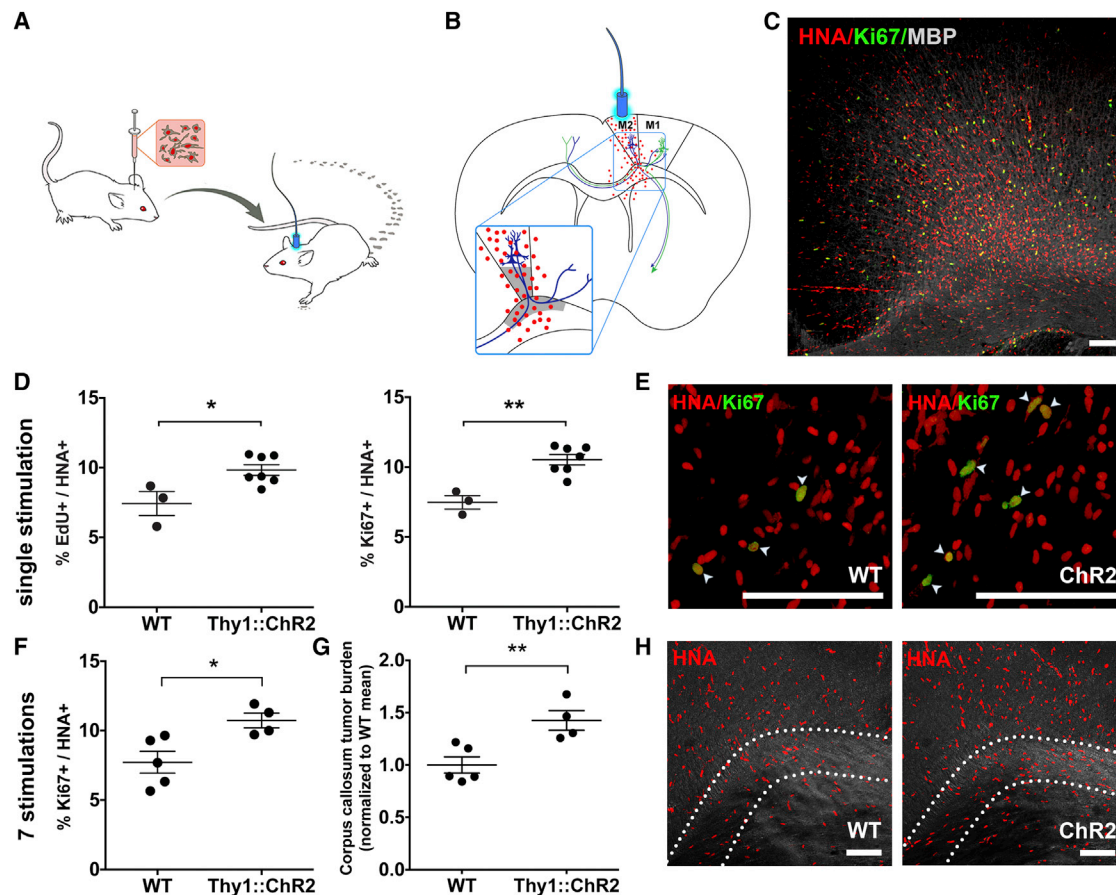 A
B
M2 M1
C
HNA/Ki67/MBP
D
single stimulation
% EdU+ / HNA+
15
10
5
0
*
WT Thy1::ChR2
% Ki67+ / HNA+
15
10
5
0
**
WT Thy1::ChR2
E
HNA/Ki67
WT
HNA/Ki67
ChR2
F
7 stimulations
% Ki67+ / HNA+
15
10
5
0
*
WT Thy1::ChR2
G
Corpus callosum tumor burden
(normalized to WT mean)
2.0
1.5
1.0
0.5
0.0
**
WT Thy1::ChR2
H
HNA
WT
HNA
ChR2